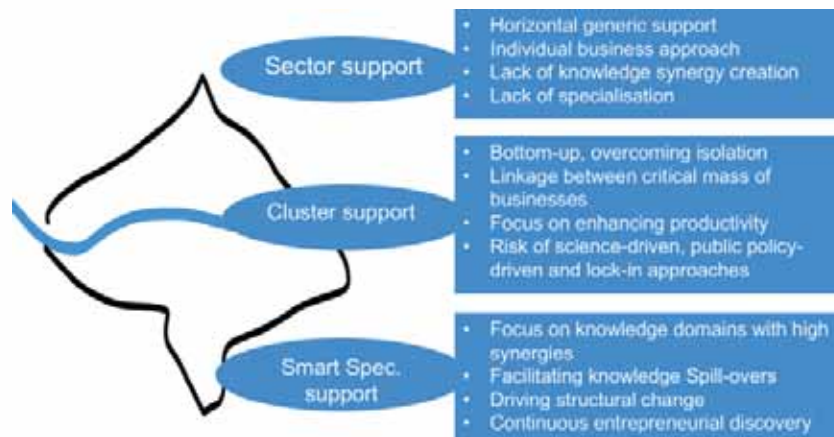 Sector support
• Horizontal generic support
• Individual business approach
• Lack of knowledge synergy creation
• Lack of specialisation
Cluster support
• Bottom-up, overcoming isolation
• Linkage between critical mass of
businesses
• Focus on enhancing productivity
• Risk of science-driven, public policy-
driven and lock-in approaches
Smart Spec.
support
• Focus on knowledge domains with high
synergies
• Facilitating knowledge Spill-overs
• Driving structural change
• Continuous entrepreneurial discovery